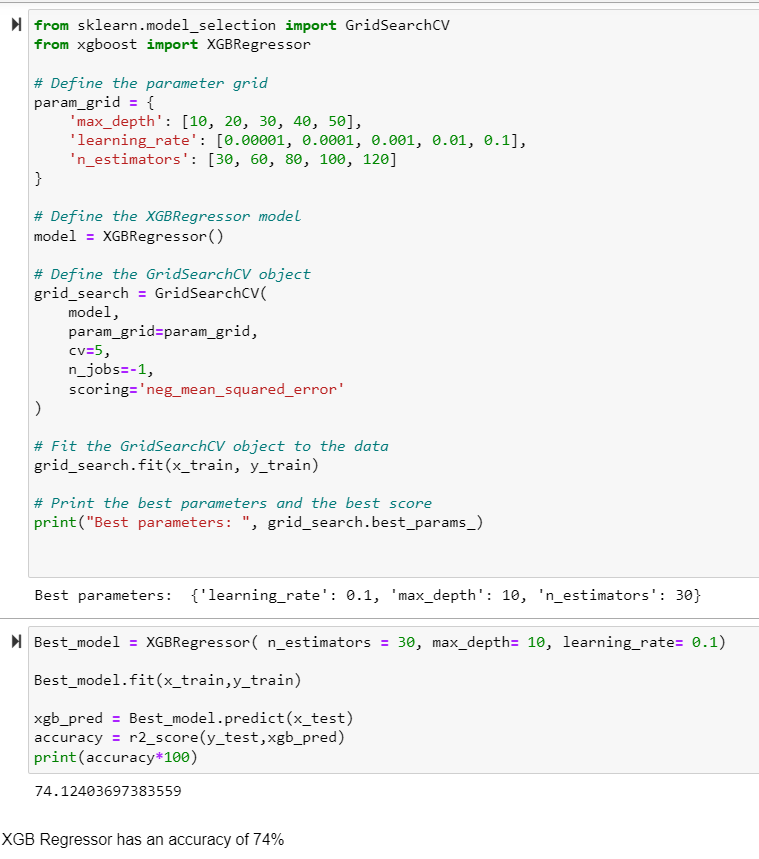 from sklearn.model_selection import GridSearchCV
from xgboost import XGBRegressor
# Define the parameter grid
param_grid = {
    'max_depth': [10, 20, 30, 40, 50],
    'learning_rate': [0.00001, 0.0001, 0.001, 0.01, 0.1],
    'n_estimators': [30, 60, 80, 100, 120]
}
# Define the XGBRegressor model
model = XGBRegressor()
# Define the GridSearchCV object
grid_search = GridSearchCV(
    model,
    param_grid=param_grid,
    cv=5,
    n_jobs=-1,
    scoring='neg_mean_squared_error'
)
# Fit the GridSearchCV object to the data
grid_search.fit(x_train, y_train)
# Print the best parameters and the best score
print("Best parameters: ", grid_search.best_params_)
Best parameters:  {'learning_rate': 0.1, 'max_depth': 10, 'n_estimators': 30}
Best_model = XGBRegressor( n_estimators = 30, max_depth= 10, learning_rate= 0.1)
Best_model.fit(x_train,y_train)
xgb_pred = Best_model.predict(x_test)
accuracy = r2_score(y_test,xgb_pred)
print(accuracy*100)
74.12403697383559
XGB Regressor has an accuracy of 74%